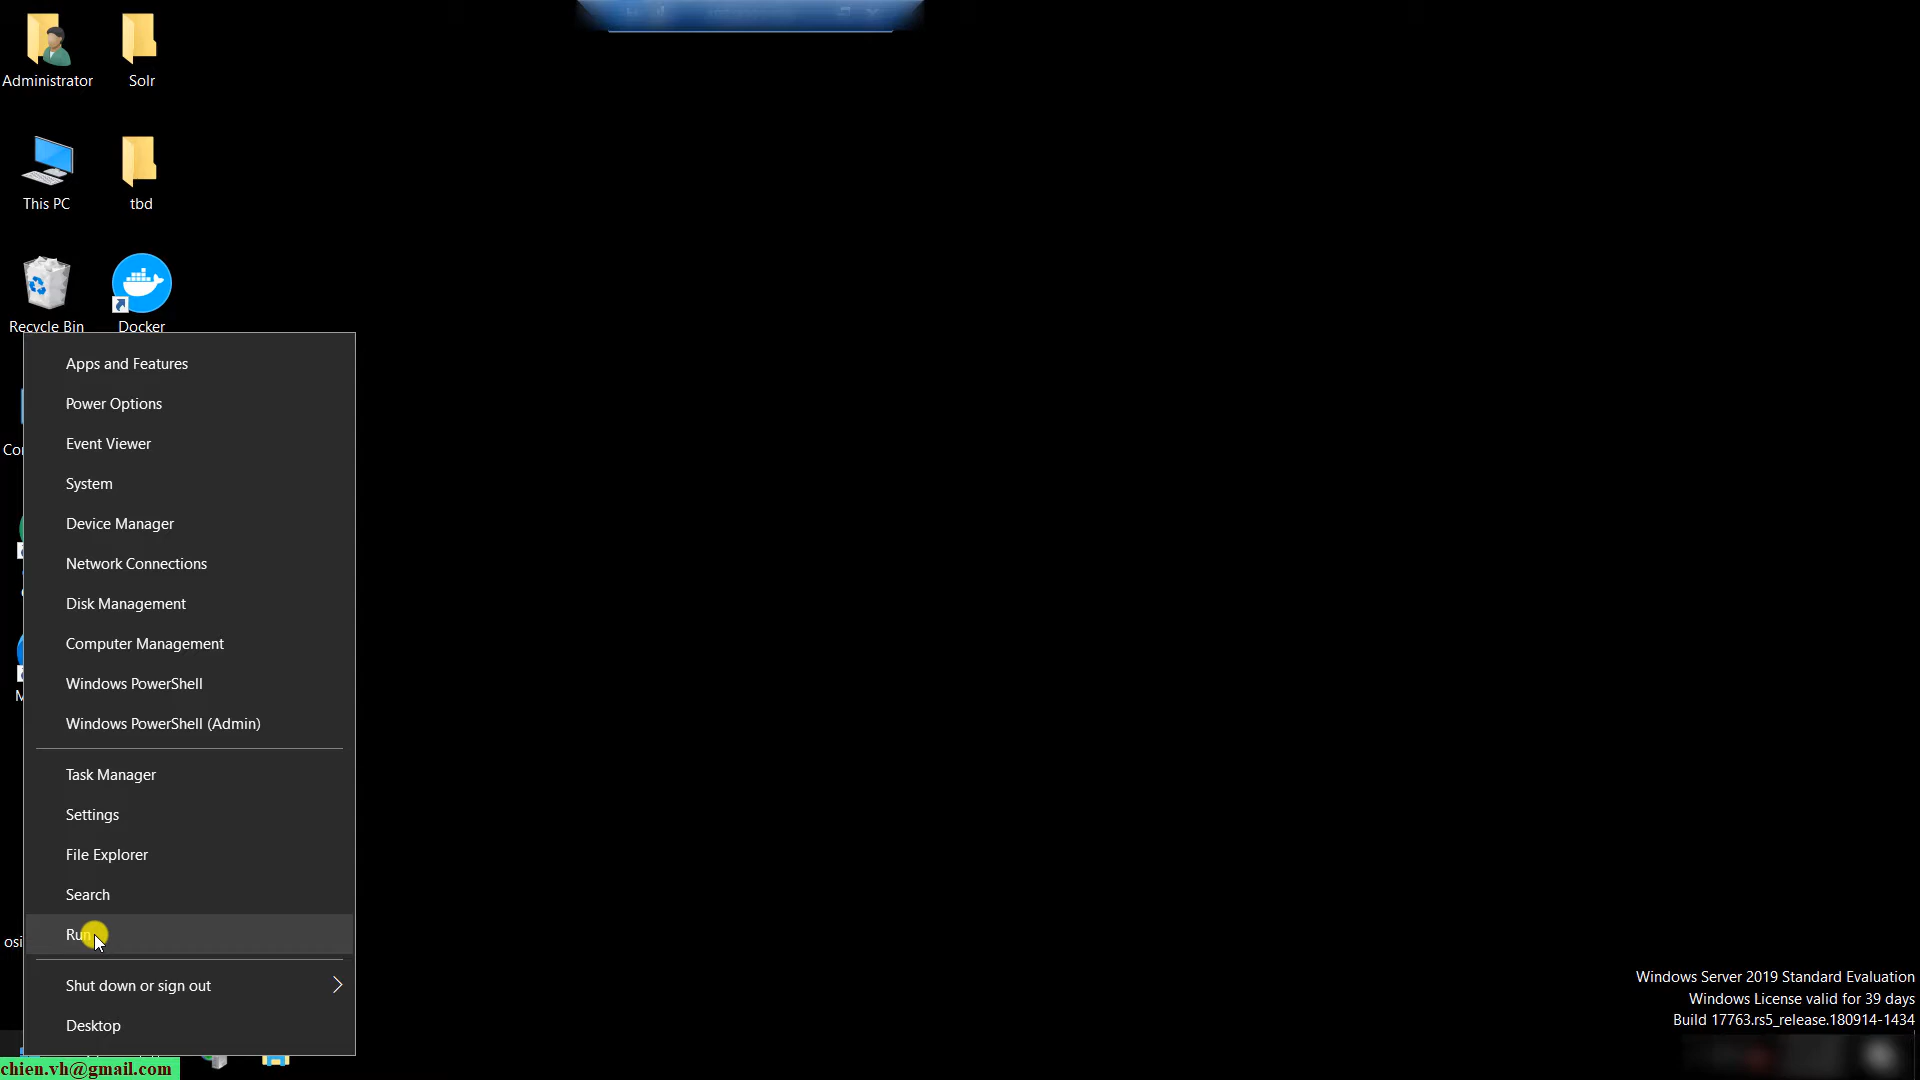 Administrator
Solr
This PC
tbd
Recycle Bin
Docker
Apps and Features
Power Options
Event Viewer
System
Device Manager
Network Connections
Disk Management
Computer Management
Windows PowerShell
Windows PowerShell (Admin)
Task Manager
Settings
File Explorer
Search
Run
Shut down or sign out
Desktop
Windows Server 2019 Standard Evaluation
Windows License valid for 39 days
Build 17763.rs5_release.180914-1434
chien.vh@gmail.com